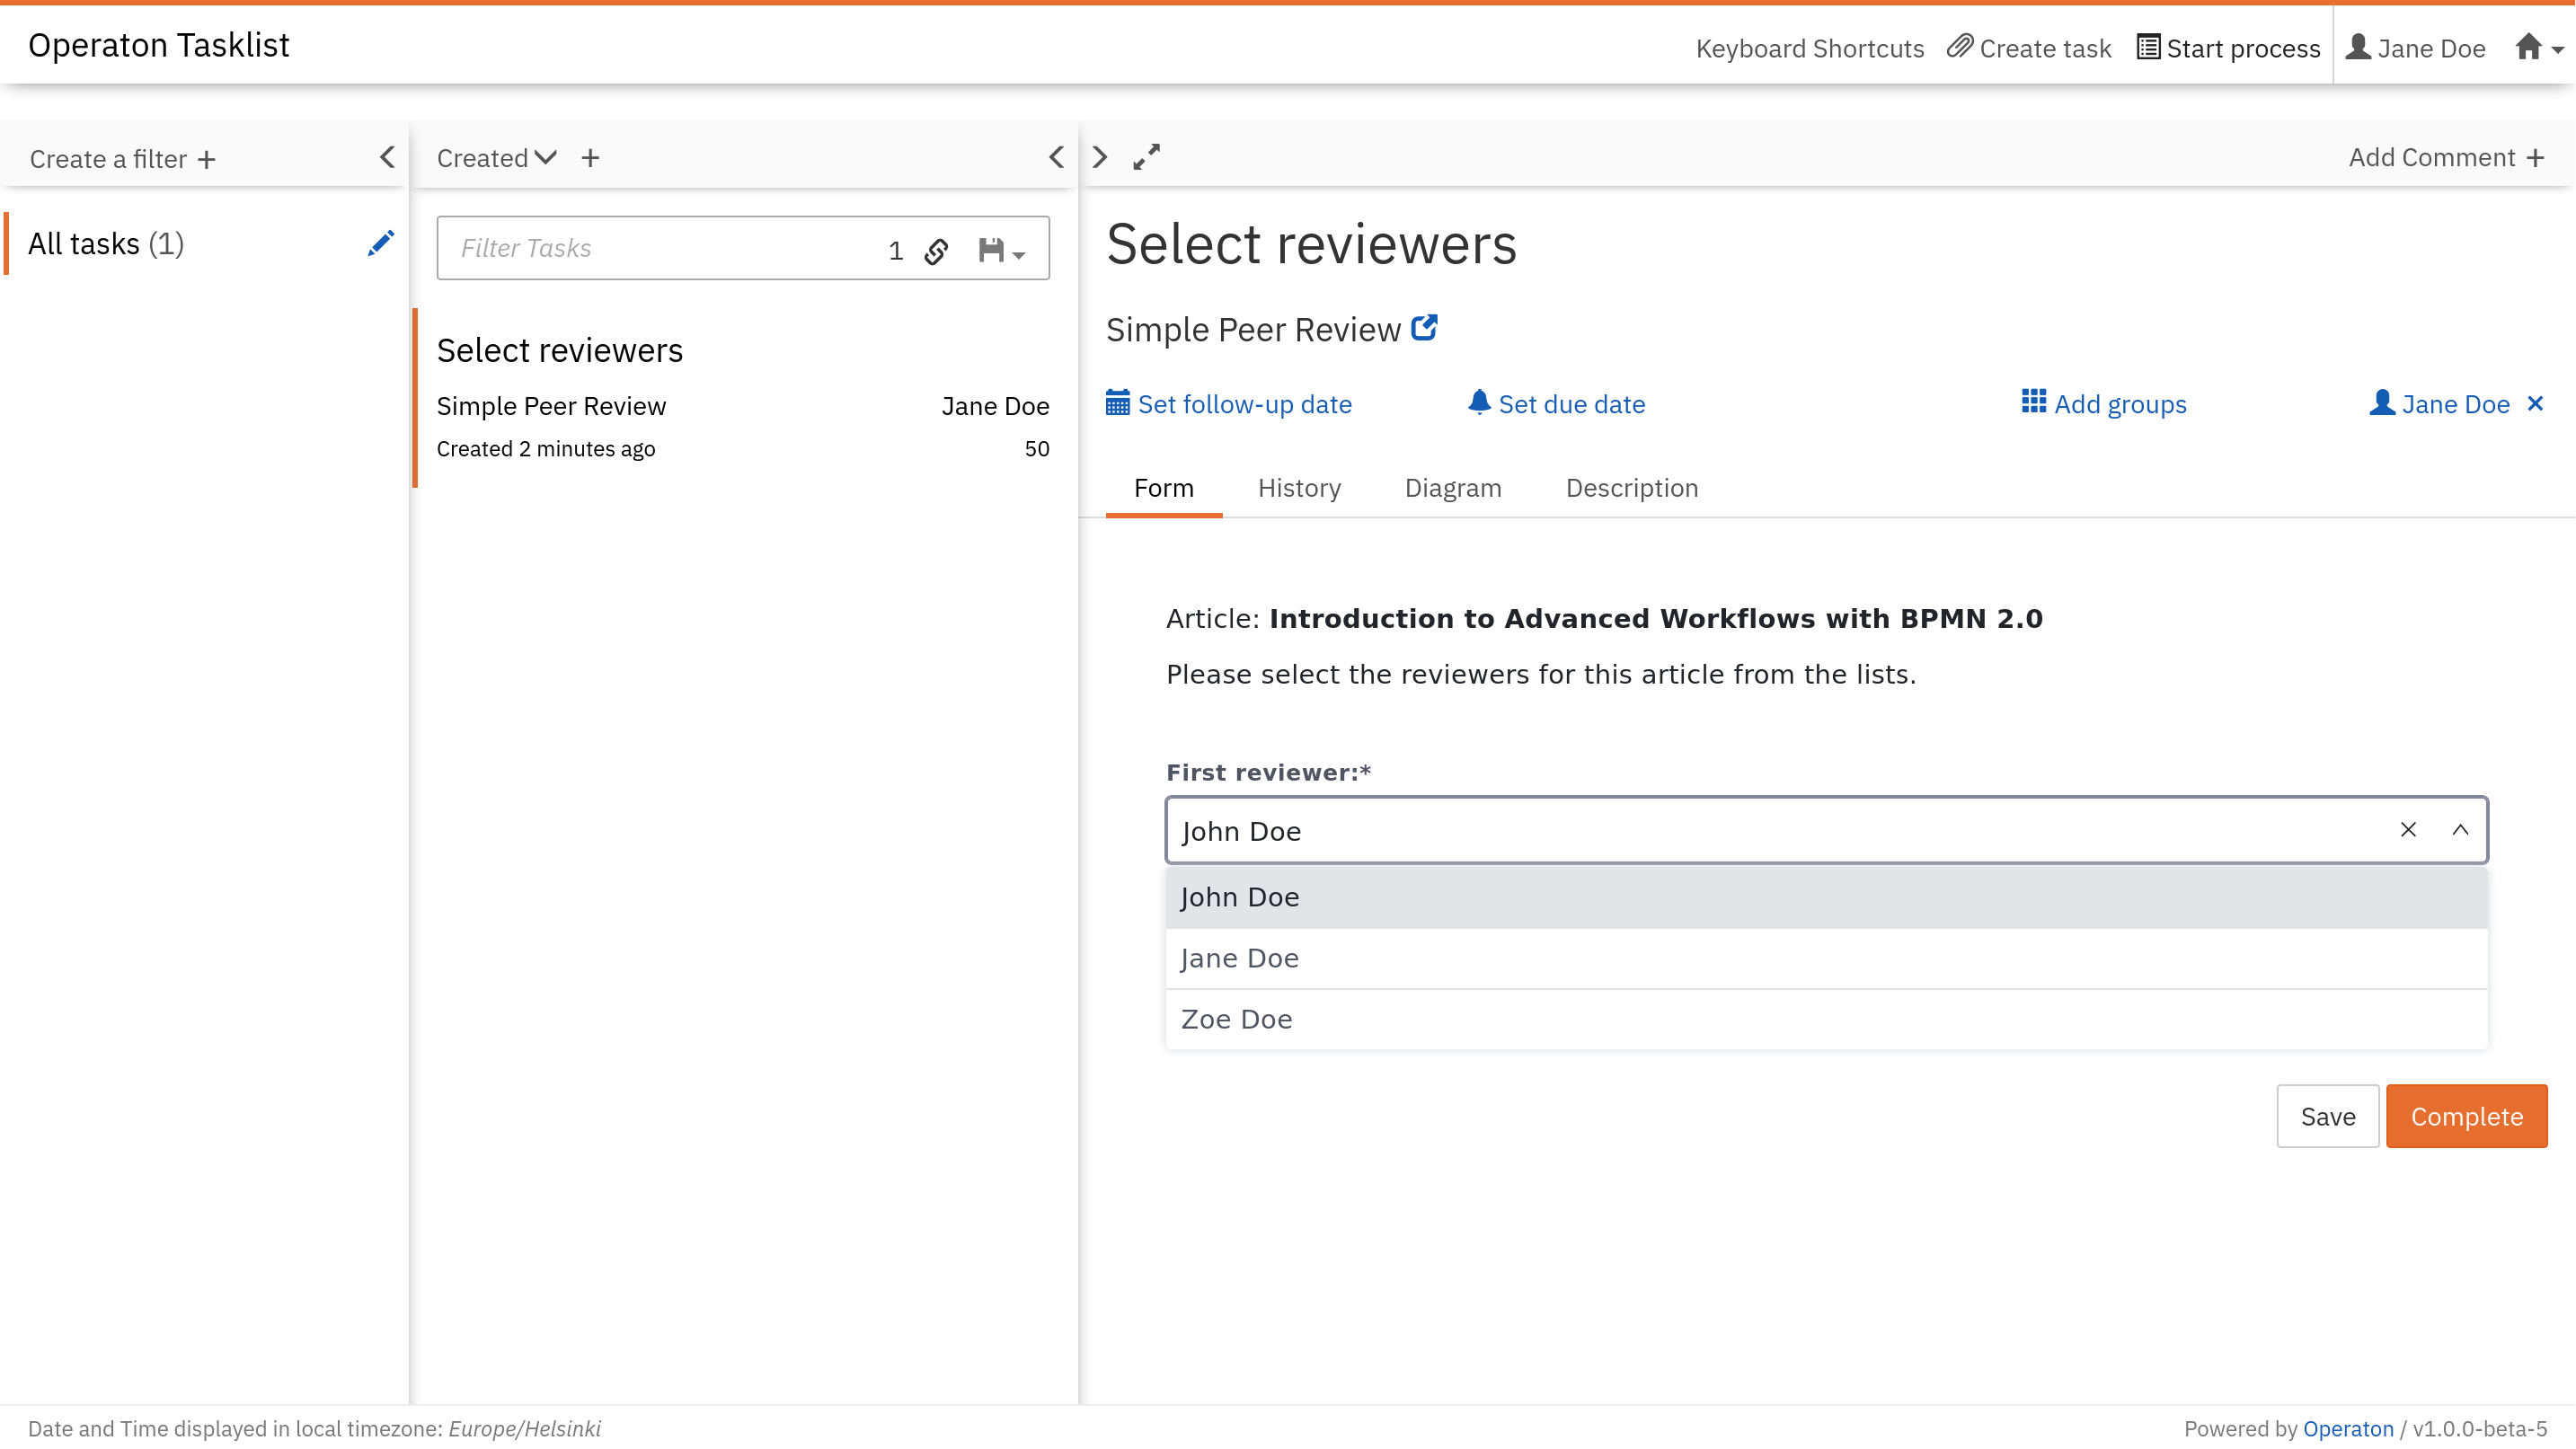 Operaton Tasklist
Keyboard Shortcuts Create task Start process Jane Doe
Create a filter +
Created +
Add Comment +
All tasks (1)
Filter Tasks 1
Select reviewers
Simple Peer Review Jane Doe
Created 2 minutes ago 50
Select reviewers
Simple Peer Review
Set follow-up date Set due date Add groups Jane Doe ×
Form History Diagram Description
Article: Introduction to Advanced Workflows with BPMN 2.0
Please select the reviewers for this article from the lists.
First reviewer:*
John Doe
John Doe
Jane Doe
Zoe Doe
Save Complete
Date and Time displayed in local timezone: Europe/Helsinki
Powered by Operaton / v1.0.0-beta-5